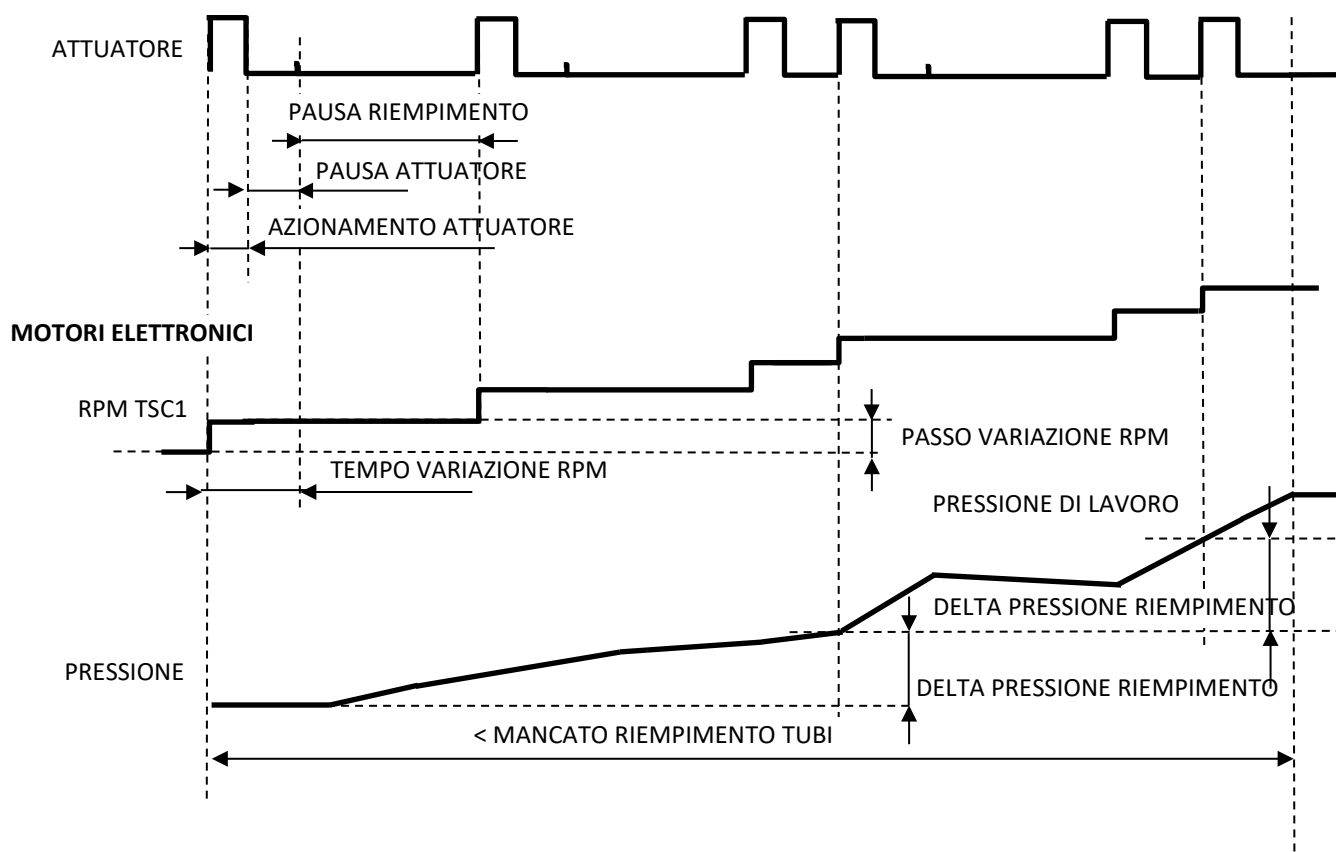 ATTUATORE
PAUSA RIEMPIMENTO
PAUSA ATTUATORE
AZIONAMENTO ATTUATORE
MOTORI ELETTRONICI
RPM TSC1
PASSO VARIAZIONE RPM
TEMPO VARIAZIONE RPM
PRESSIONE DI LAVORO
DELTA PRESSIONE RIEMPIMENTO
PRESSIONE
DELTA PRESSIONE RIEMPIMENTO
< MANCATO RIEMPIMENTO TUBI